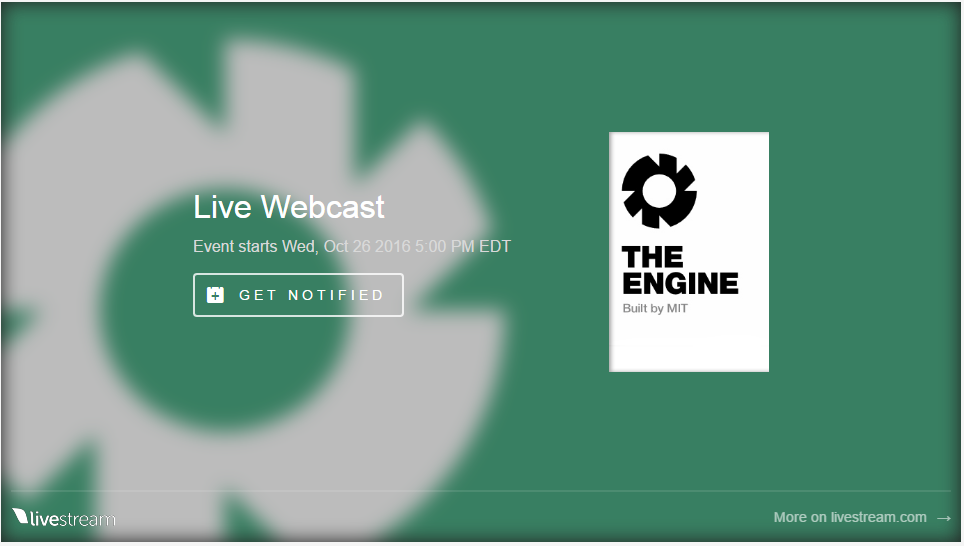 Live Webcast
Event starts Wed, Oct 26 2016 5:00 PM EDT
GET NOTIFIED
THE
ENGINE
Built by MIT
livestream
More on livestream.com →